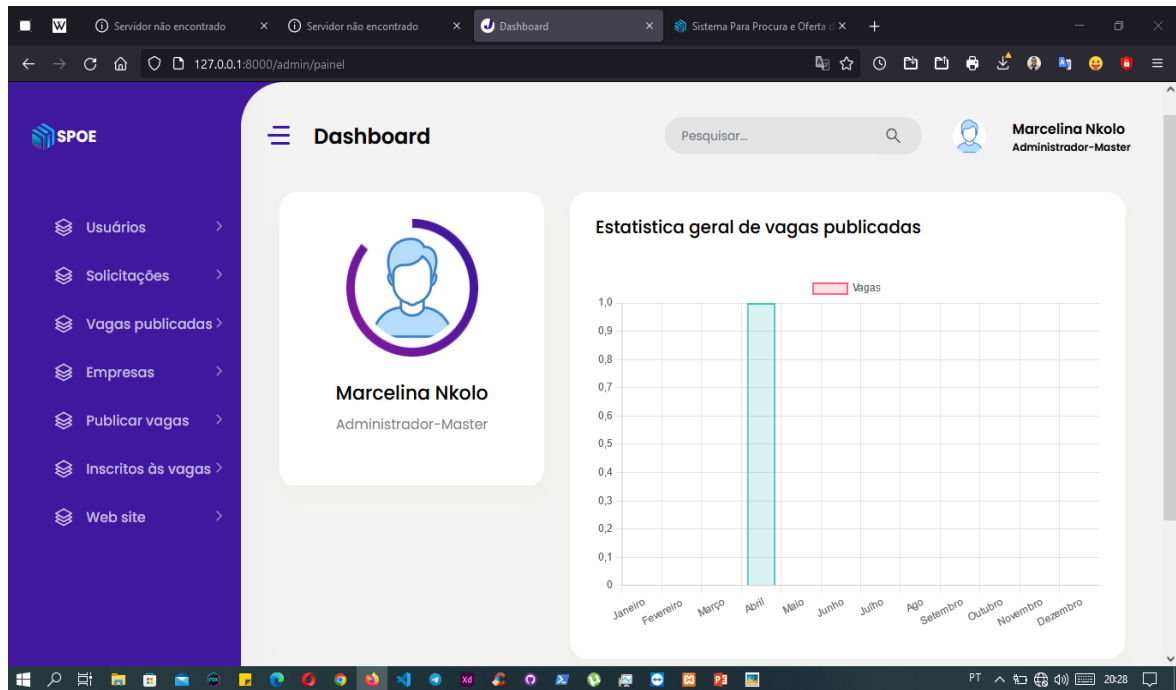 Servidor não encontrado
Servidor não encontrado
Dashboard
Sistema Para Procura e Oferta d
127.0.0.1:8000/admin/painel
SPOE
Dashboard
Pesquisar...
Marcelina Nkolo
Administrador-Master
Usuários
Solicitações
Vagas publicadas
Empresas
Publicar vagas
Inscritos às vagas
Web site
Marcelina Nkolo
Administrador-Master
Estatistica geral de vagas publicadas
Vagas
1,0
0,9
0,8
0,7
0,6
0,5
0,4
0,3
0,2
0,1
0
Janeiro Fevereiro Março Abril Maio Junho Julho Ago Setembro Outubro Novembro Dezembro
PT 20:28